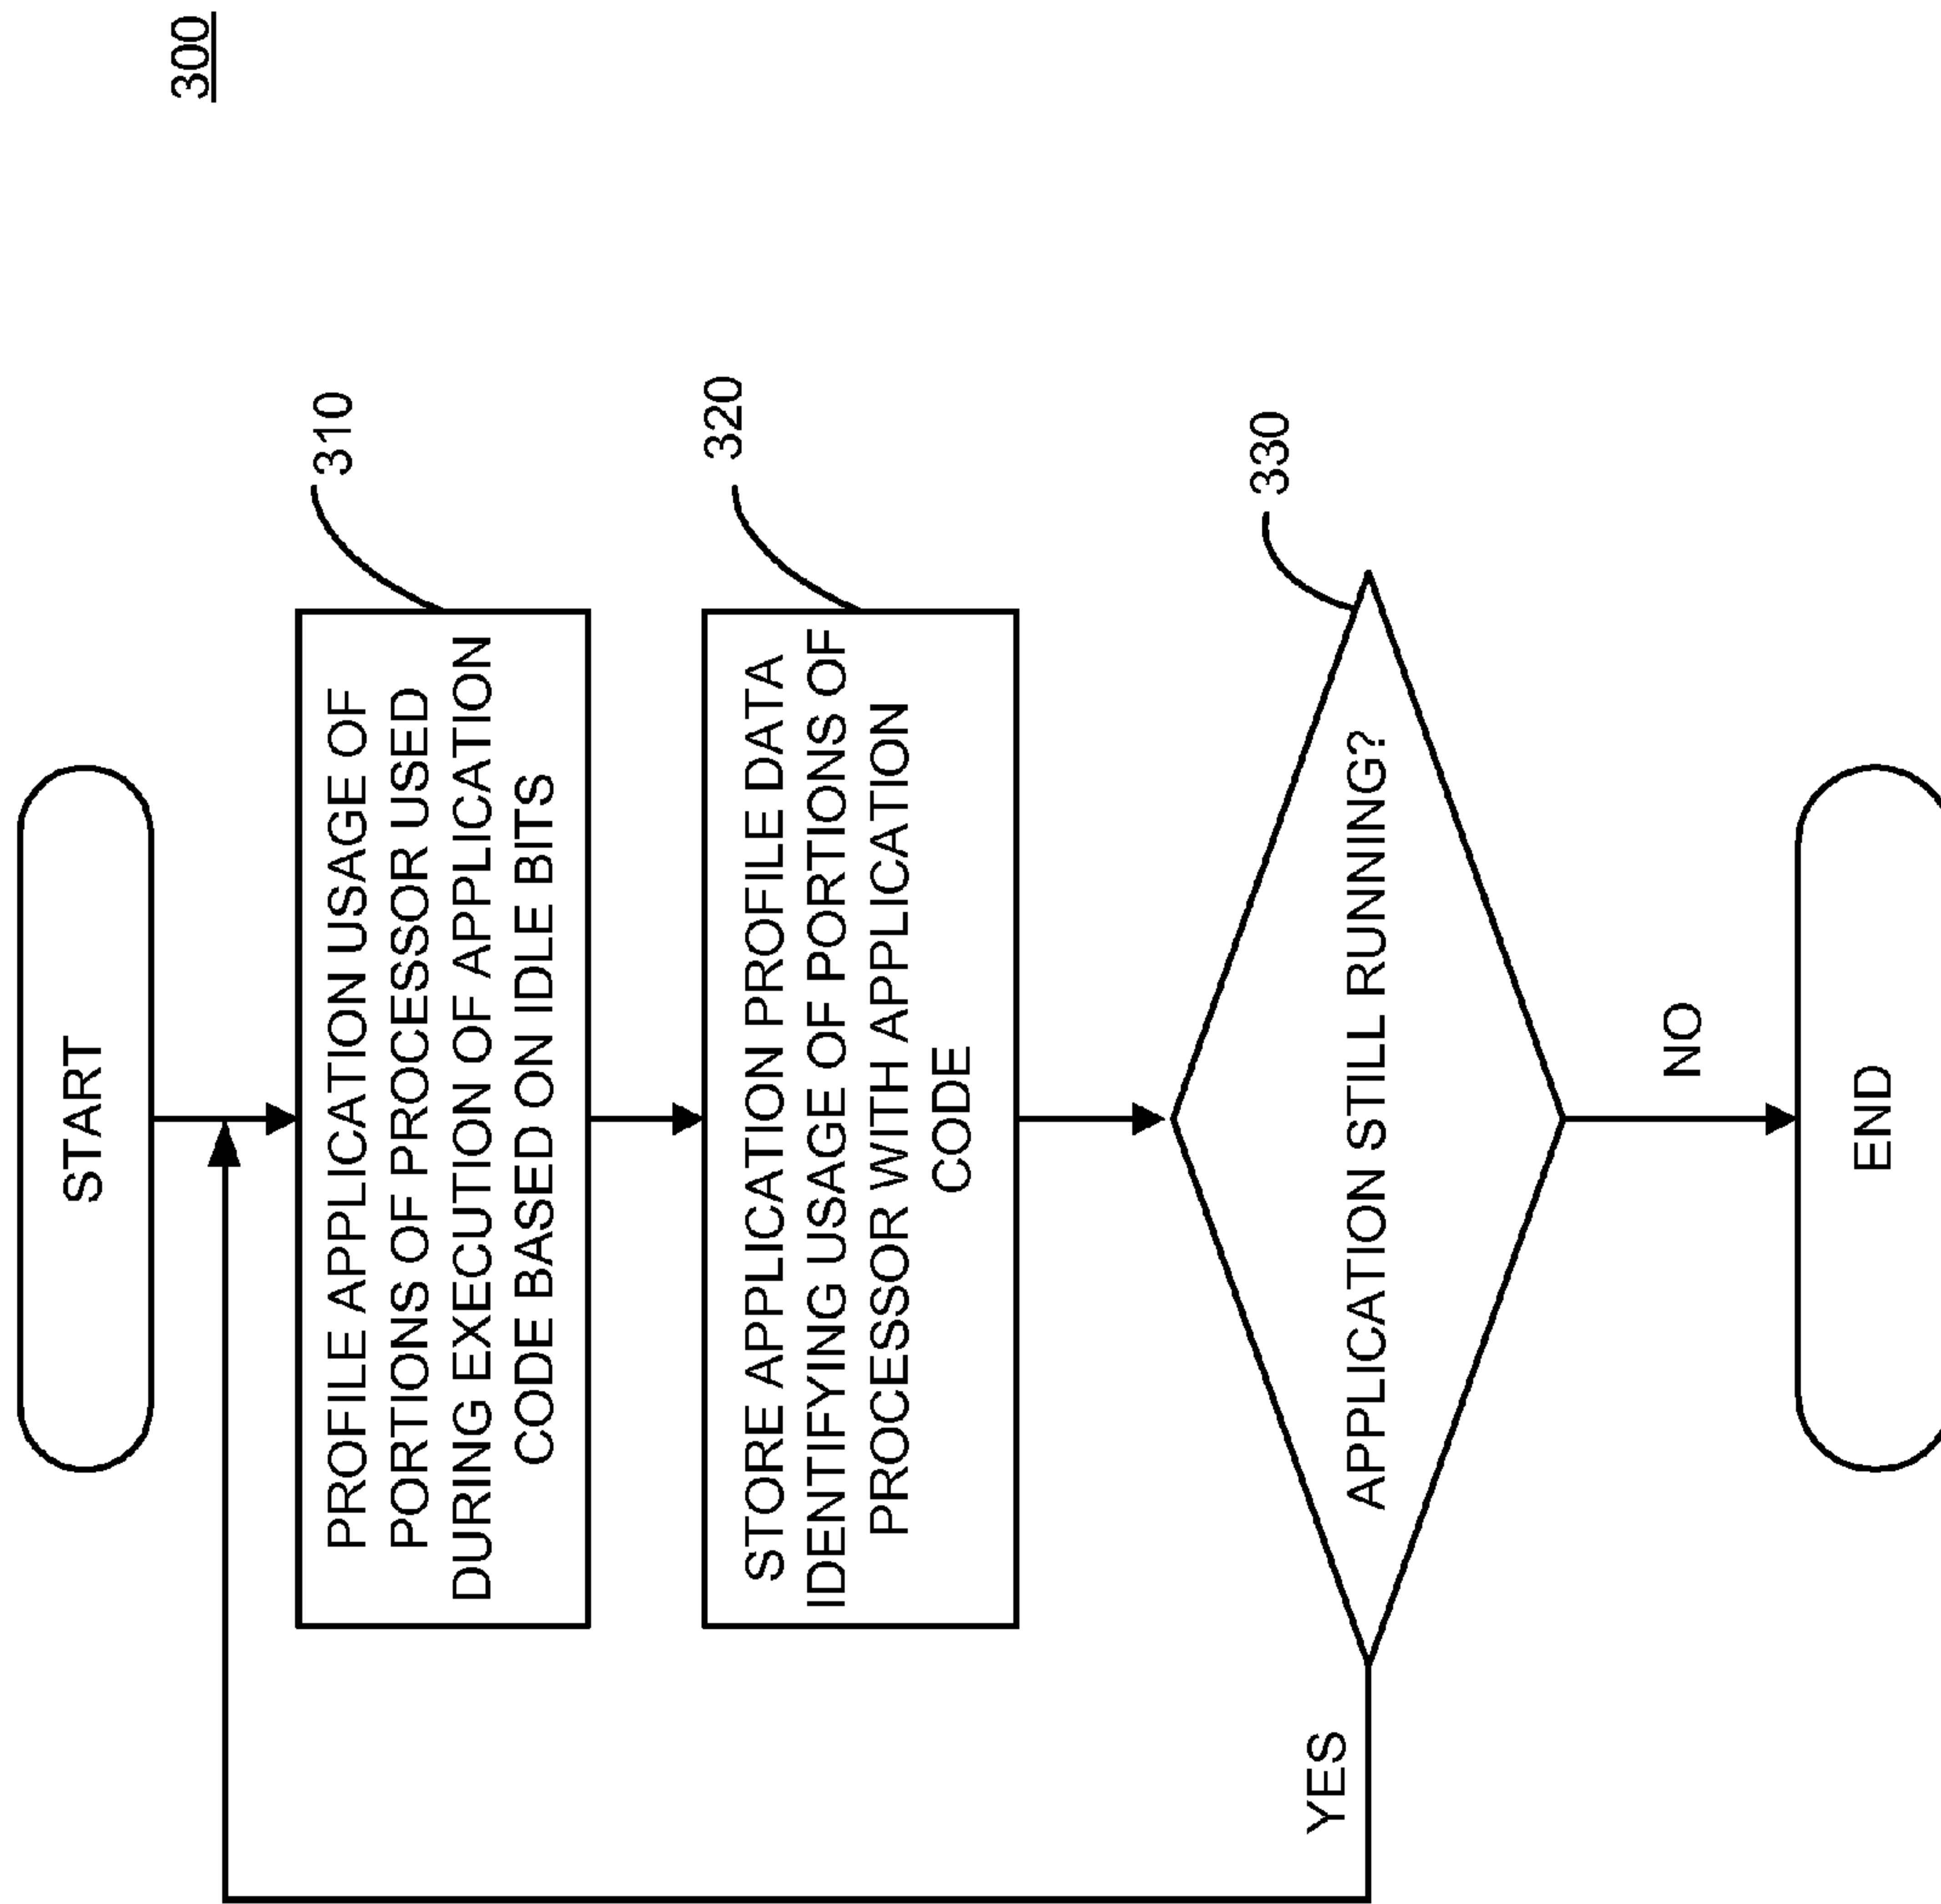 300
START
PROFILE APPLICATION USAGE OF
PORTIONS OF PROCESSOR USED
DURING EXECUTION OF APPLICATION
CODE BASED ON IDLE BITS
310
STORE APPLICATION PROFILE DATA
IDENTIFYING USAGE OF PORTIONS OF
PROCESSOR WITH APPLICATION
CODE
320
APPLICATION STILL RUNNING?
330
YES
NO
END